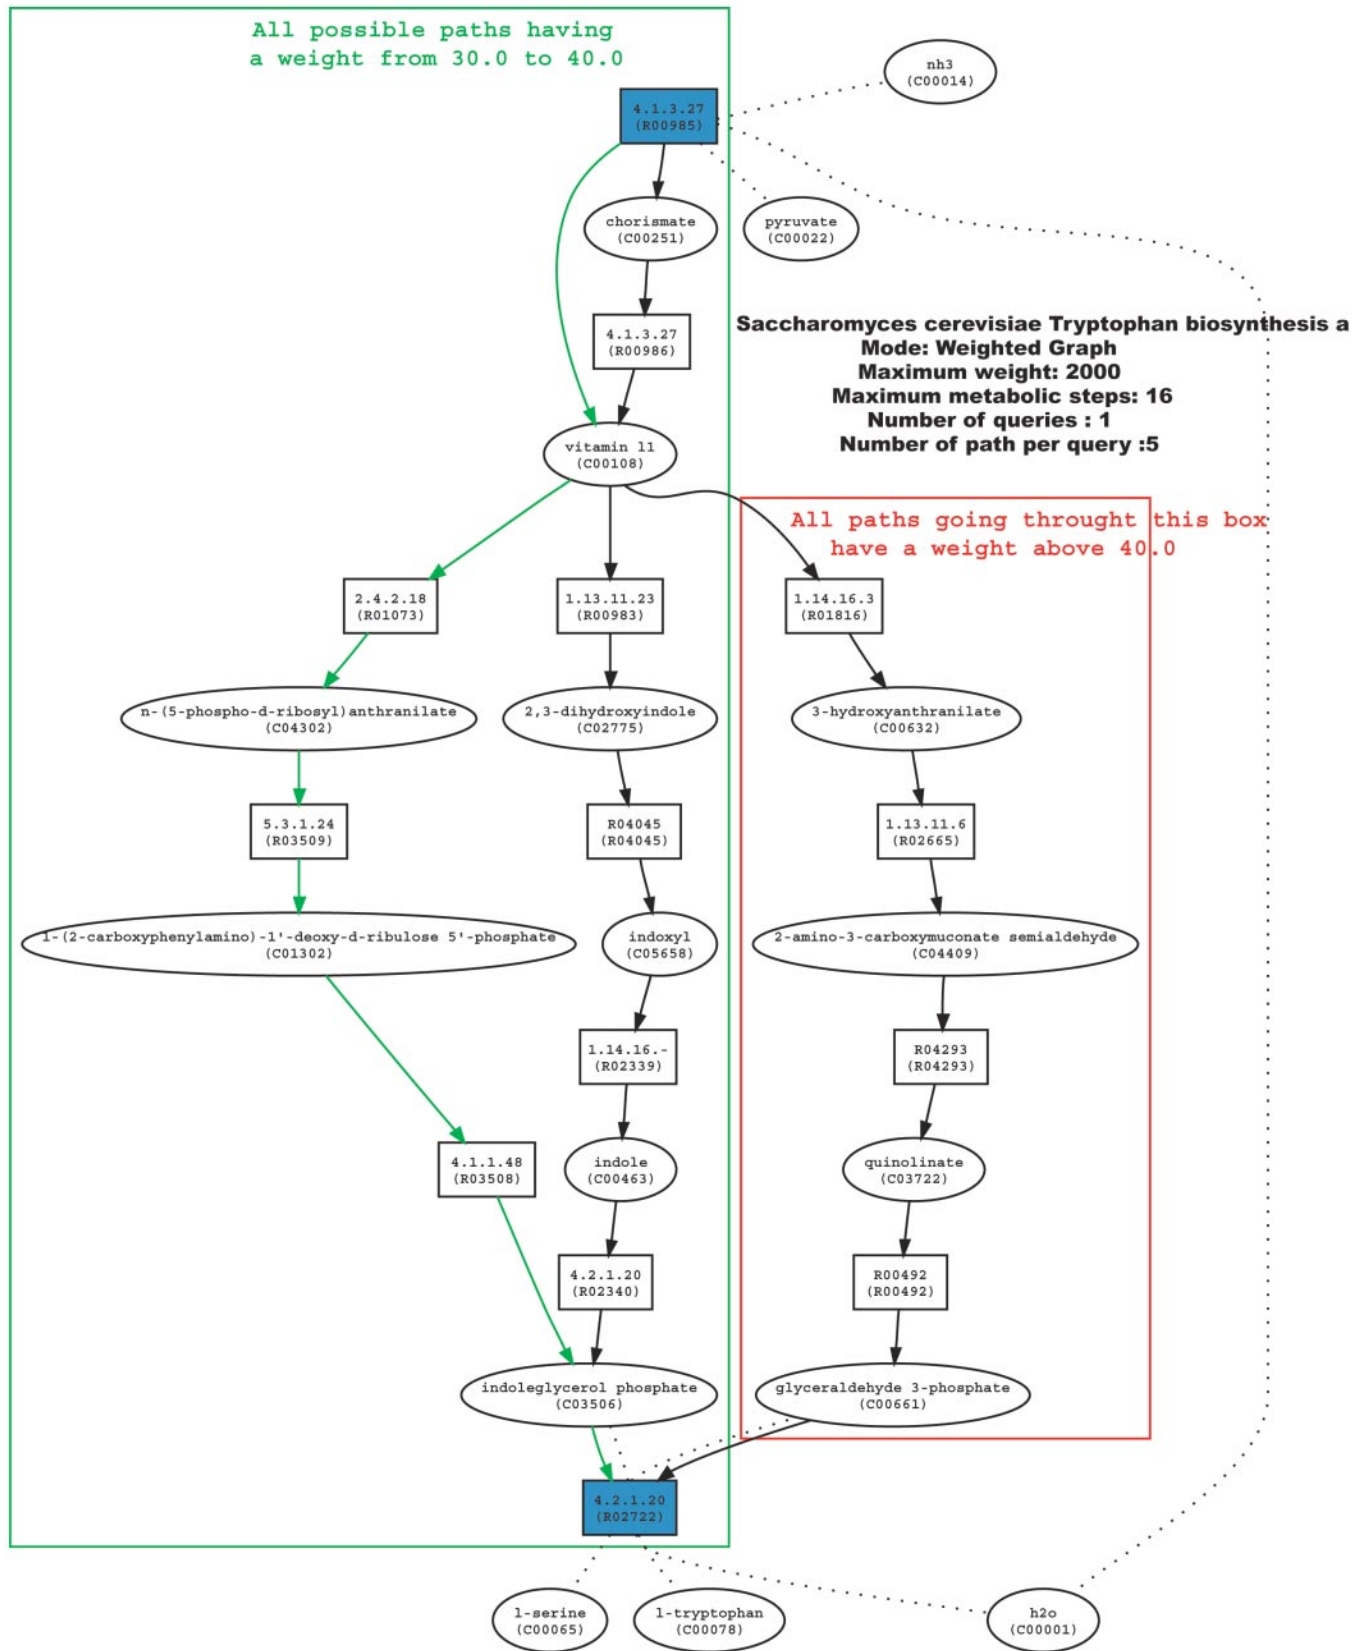 All possible paths having
a weight from 30.0 to 40.0
nh3
(C00014)
4.1.3.27
(R00985)
chorismate
(C00251)
pyruvate
(C00022)
4.1.3.27
(R00986)
Saccharomyces cerevisiae Tryptophan biosynthesis a
Mode: Weighted Graph
Maximum weight: 2000
Maximum metabolic steps: 16
Number of queries : 1
Number of path per query :5
vitamin l1
(C00108)
All paths going throught this box
have a weight above 40.0
2.4.2.18
(R01073)
1.13.11.23
(R00983)
1.14.16.3
(R01816)
n-(5-phospho-d-ribosyl)anthranilate
(C04302)
2,3-dihydroxyindole
(C02775)
3-hydroxyanthranilate
(C00632)
5.3.1.24
(R03509)
R04045
(R04045)
1.13.11.6
(R02665)
1-(2-carboxyphenylamino)-1'-deoxy-d-ribulose 5'-phosphate
(C01302)
indoxyl
(C05658)
2-amino-3-carboxymuconate semialdehyde
(C04409)
1.14.16.-
(R02339)
R04293
(R04293)
4.1.1.48
(R03508)
indole
(C00463)
quinolinate
(C03722)
4.2.1.20
(R02340)
R00492
(R00492)
indoleglycerol phosphate
(C03506)
glyceraldehyde 3-phosphate
(C00661)
4.2.1.20
(R02722)
l-serine
(C00065)
l-tryptophan
(C00078)
h2o
(C00001)